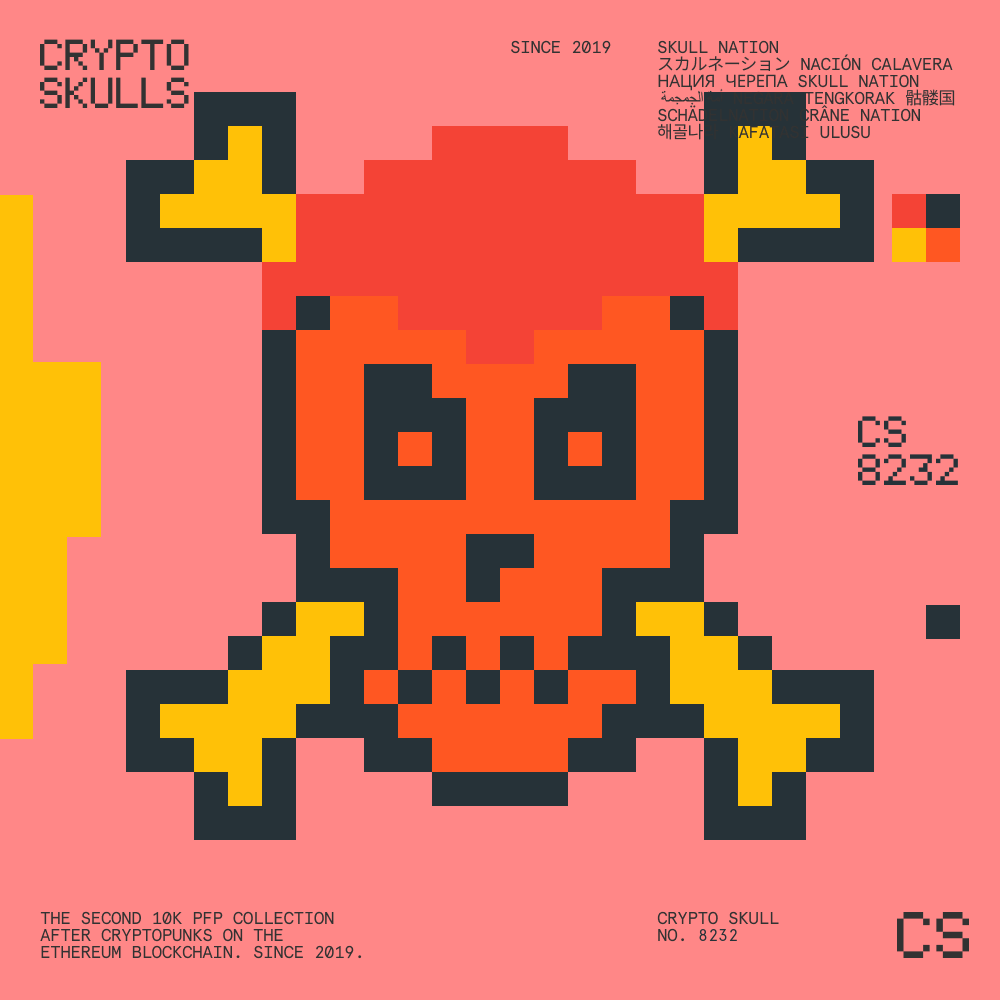 CRYPTO
SKULLS
SINCE 2019
SKULL NATION
スカルネーション NACIÓN CALAVERA
НАЦИЯ ЧЕРЕПА SKULL NATION
الجمجمة TENGKORAK 骷髅国
CRÂNE NATION
ULUSU
CS
8232
THE SECOND 10K PFP COLLECTION
AFTER CRYPTOPUNKS ON THE
ETHEREUM BLOCKCHAIN. SINCE 2019.
CRYPTO SKULL
NO. 8232
CS